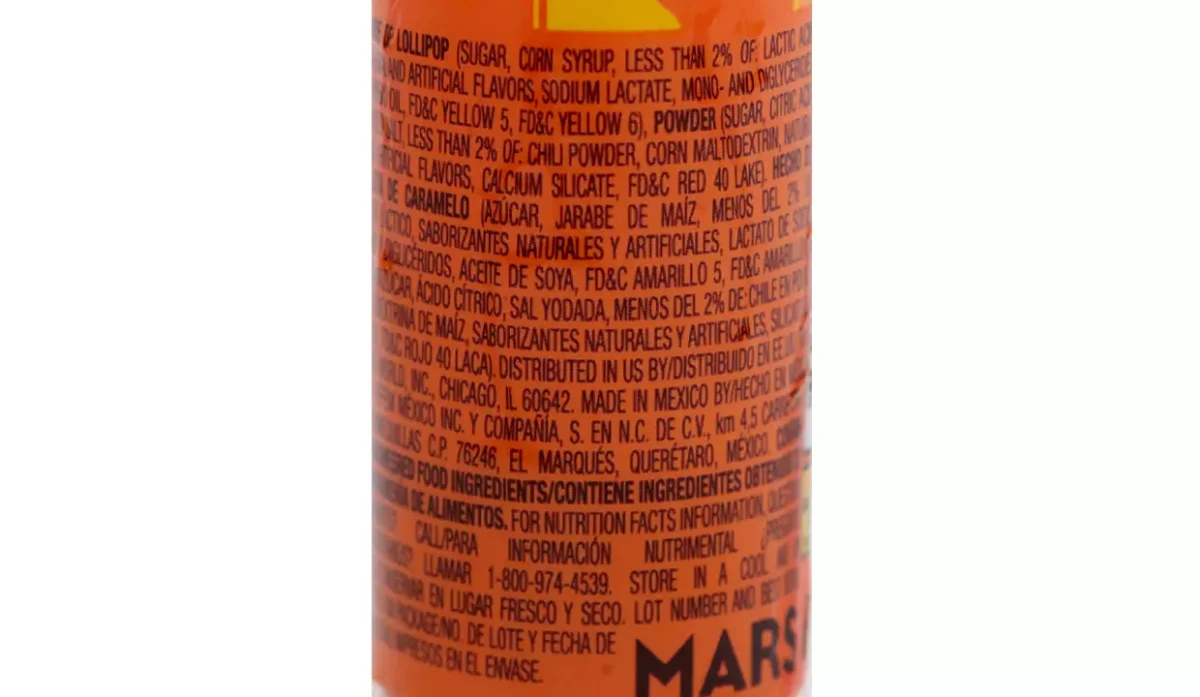 OF LOLLIPOP (SUGAR, CORN SYRUP, LESS THAN 2% OF: LACTIC
AND ARTIFICIAL FLAVORS, SODIUM LACTATE, MONO- AND DIGLYCERIDES
OIL, FD&C YELLOW 5, FD&C YELLOW 6), POWDER (SUGAR, CITRIC
LESS THAN 2% OF: CHILI POWDER, CORN MALTODEXTRIN,
FLAVORS, CALCIUM SILICATE, FD&C RED 40 LAKE). HECHO
DE CARAMELO (AZÚCAR, JARABE DE MAÍZ, MENOS DEL 2%
SABORIZANTES NATURALES Y ARTIFICIALES, LACTATO DE
DIGLICÉRIDOS, ACEITE DE SOYA, FD&C AMARILLO 5, FD&C
ÁCIDO CÍTRICO, SAL YODADA, MENOS DEL 2% DE: CHILE EN
DE MAÍZ, SABORIZANTES NATURALES Y ARTIFICIALES,
ROJO 40 LACA). DISTRIBUTED IN US BY/DISTRIBUIDO EN
INC., CHICAGO, IL 60642. MADE IN MEXICO BY/HECHO EN
MÉXICO INC. Y COMPAÑÍA, S. EN N.C. DE C.V., km 4,5
C.P. 76246, EL MARQUÉS, QUERÉTARO, MÉXICO.
FOOD INGREDIENTS/CONTIENE INGREDIENTES
DE ALIMENTOS. FOR NUTRITION FACTS INFORMATION,
CALL/PARA INFORMACIÓN NUTRIMENTAL
LLAMAR 1-800-974-4539. STORE IN A COOL
EN LUGAR FRESCO Y SECO. LOT NUMBER AND BEST
PACKAGE/NO. DE LOTE Y FECHA DE
EN EL ENVASE.
MARS